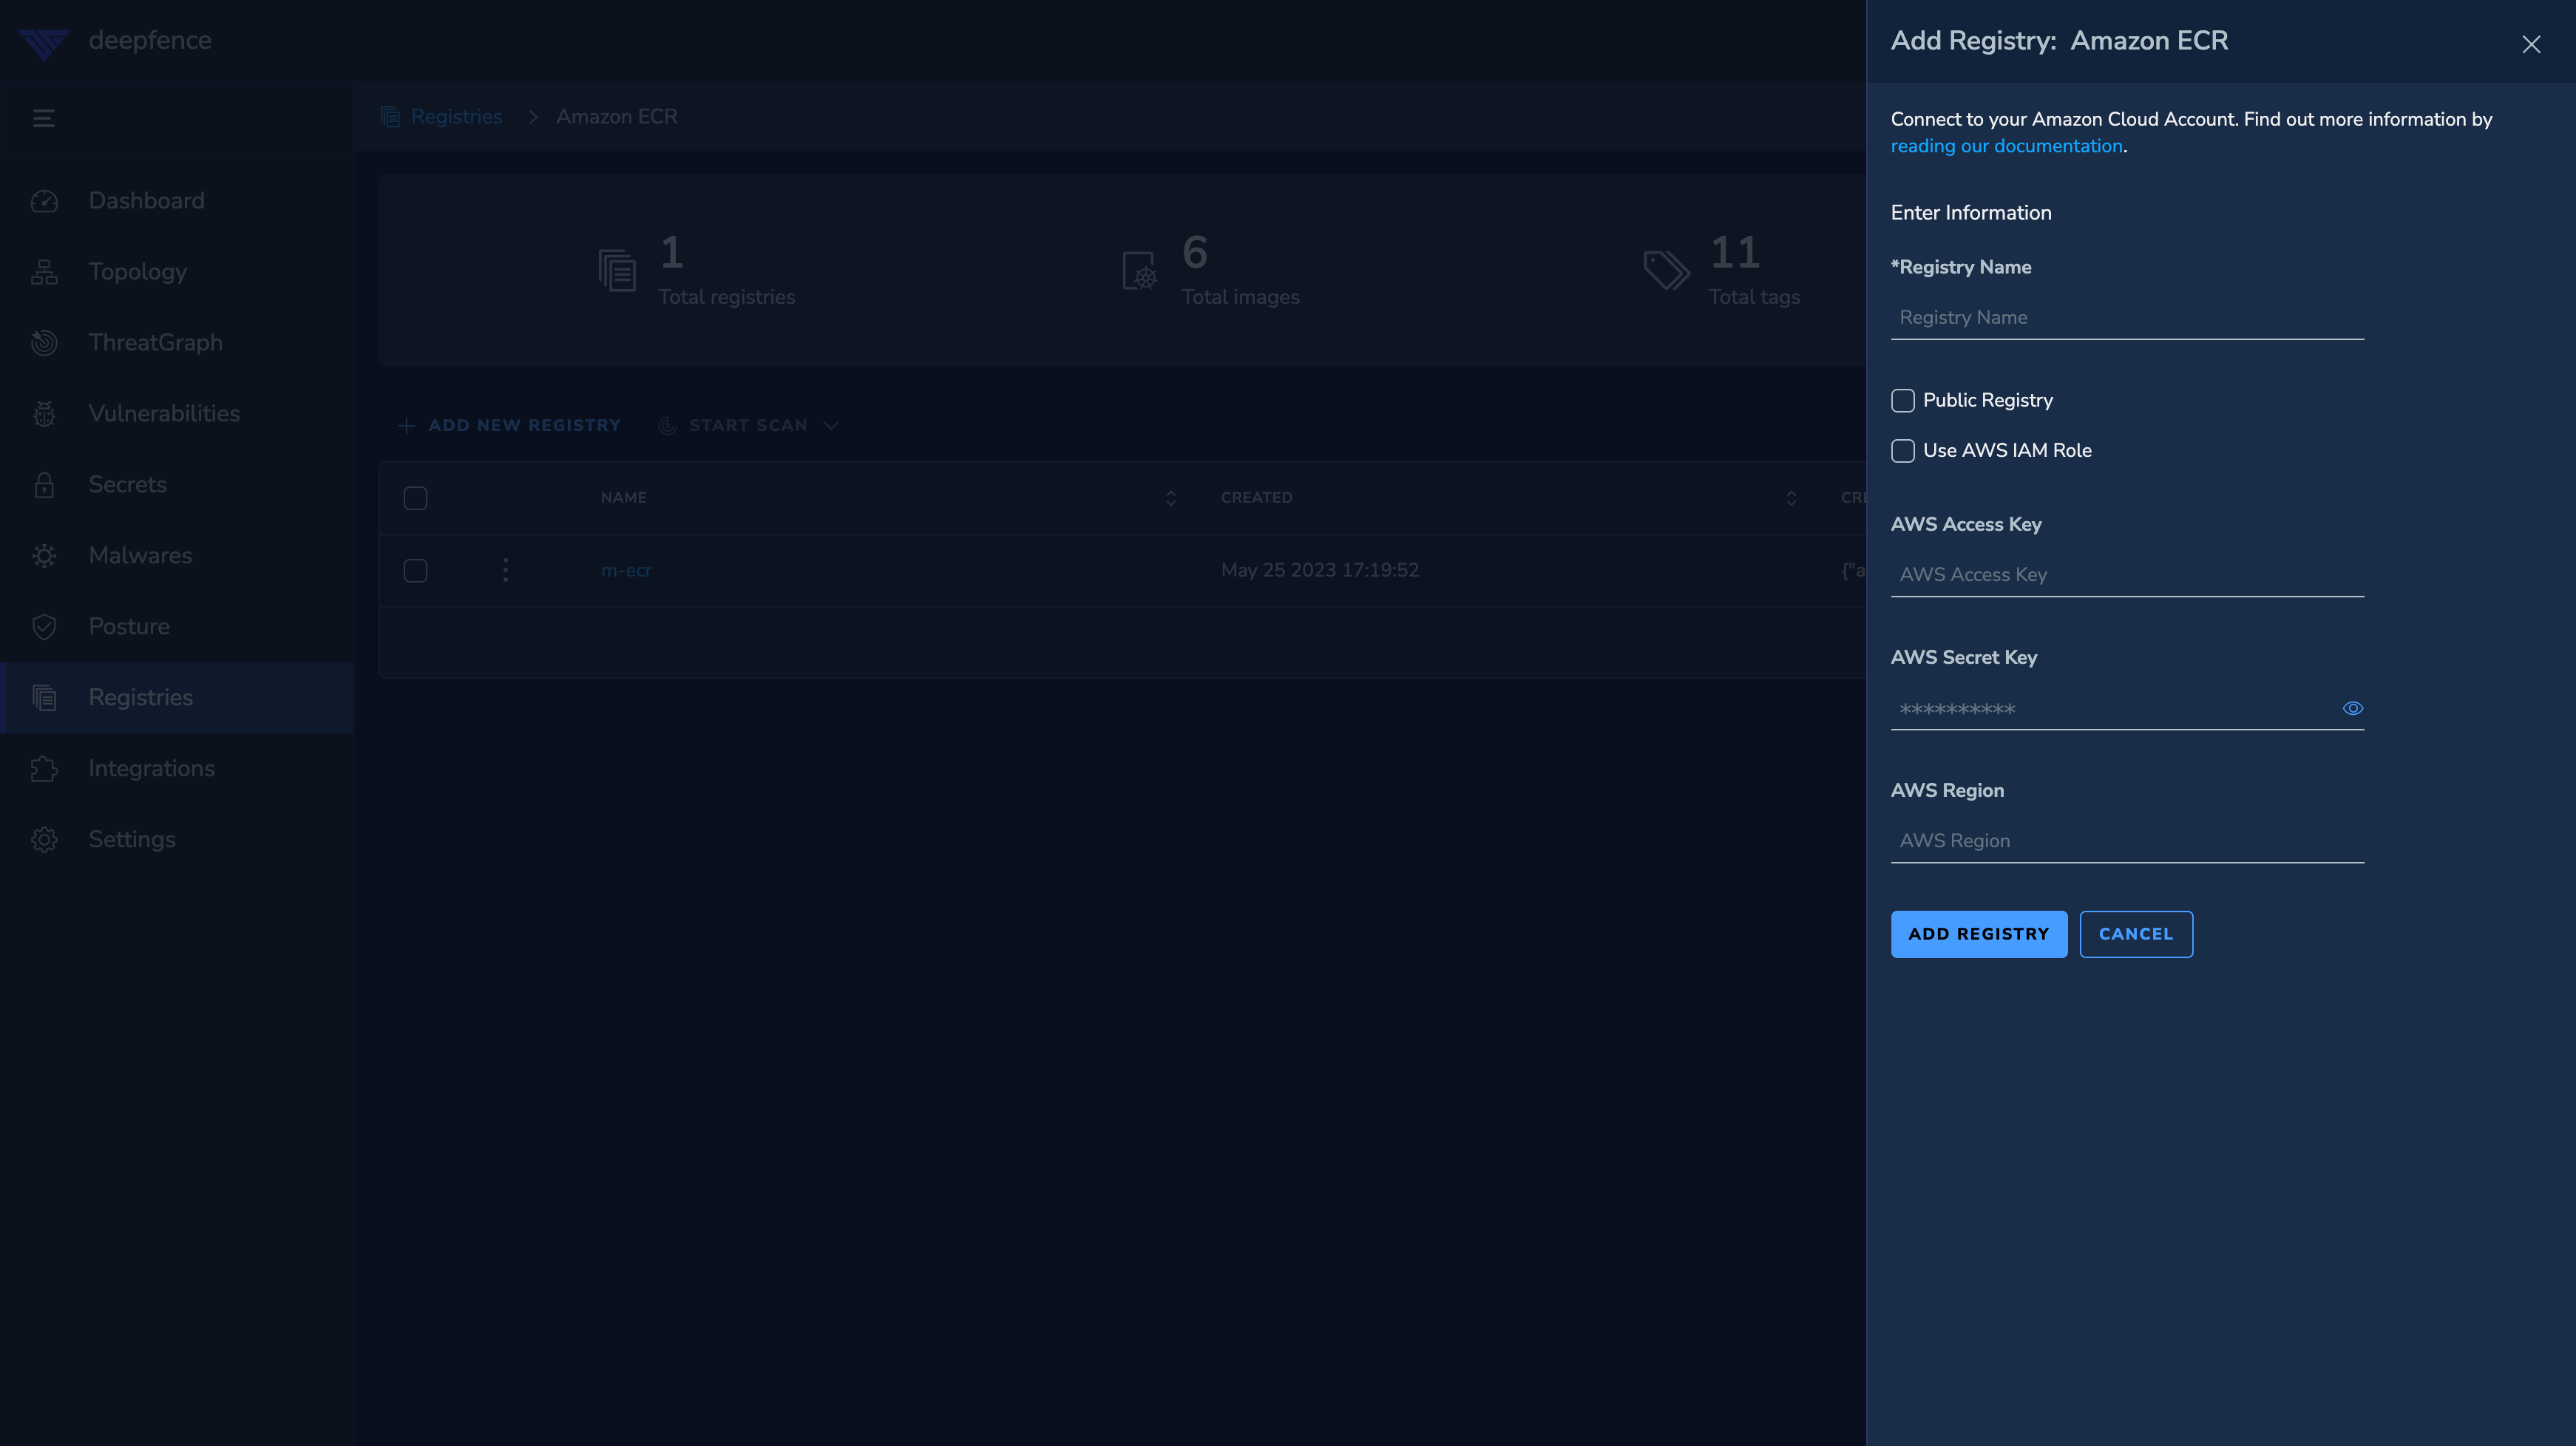 deepfence
Dashboard
Topology
ThreatGraph
Vulnerabilities
Secrets
Malwares
Posture
Registries
Integrations
Settings
Registries > Amazon ECR
1
Total registries
6
Total images
11
Total tags
ADD NEW REGISTRY
START SCAN
NAME
CREATED
CRE
m-ecr
May 25 2023 17:19:52
{"a
Add Registry: Amazon ECR
Connect to your Amazon Cloud Account. Find out more information by
reading our documentation.
Enter Information
*Registry Name
Registry Name
Public Registry
Use AWS IAM Role
AWS Access Key
AWS Access Key
AWS Secret Key
**********
AWS Region
AWS Region
ADD REGISTRY
CANCEL